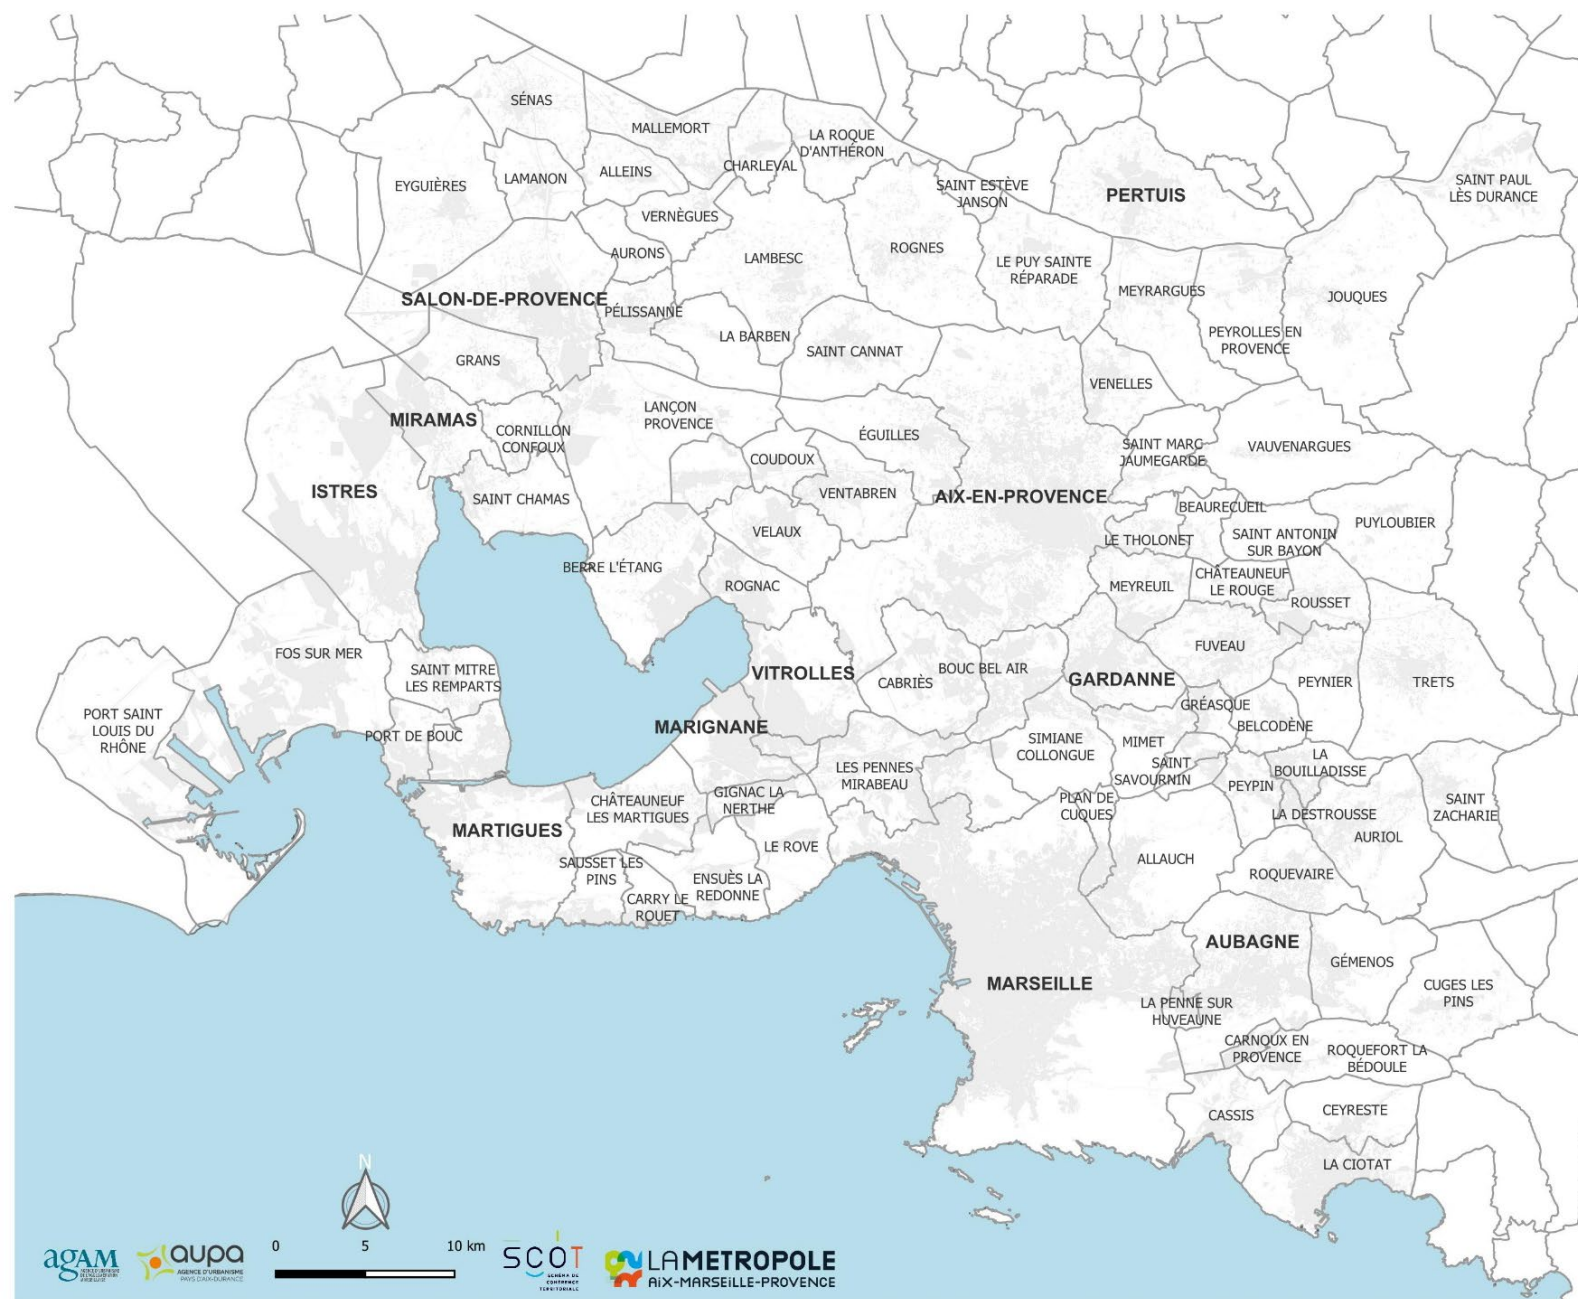 SÉNAS
MALLEMORT
LA ROQUE
D'ANTHÉRON
CHARLEVAL
ALLEINS
LAMANON
EYGUIÈRES
SAINT ESTÈVE
JANSON
PERTUIS
SAINT PAUL
LÈS DURANCE
VERNÈGUES
AURONS
LAMBESC
ROGNES
LE PUY SAINTE
RÉPARADE
MEYRARGUES
JOUQUES
SALON-DE-PROVENCE
PÉLISSANNE
LA BARBEN
PEYROLLES EN
PROVENCE
GRANS
SAINT CANNAT
VENELLES
MIRAMAS
CORNILLON
CONFOUX
LANÇON
PROVENCE
ÉGUILLES
SAINT MARC
JAUMEGARDE
VAUVENARGUES
COUDOUX
ISTRES
SAINT CHAMAS
VENTABREN
AIX-EN-PROVENCE
BEAURECUEIL
VELAUX
LE THOLONET
SAINT ANTONIN
SUR BAYON
PUYLOUBIER
BERRE L'ÉTANG
ROGNAC
MEYREUIL
CHÂTEAUNEUF
LE ROUGE
ROUSSET
FOS SUR MER
SAINT MITRE
LES REMPARTS
VITROLLES
CABRIÈS
BOUC BEL AIR
GARDANNE
FUVEAU
PEYNIER
TRETS
PORT SAINT
LOUIS DU
RHÔNE
PORT DE BOUC
MARIGNANE
GRÉASQUE
BELCODÈNE
SIMIANE
COLLONGUE
MIMET
SAINT
SAVOURNIN
LA
BOUILLADISSE
LES PENNES
MIRABEAU
PEYPIN
GIGNAC LA
NERTHE
CHÂTEAUNEUF
LES MARTIGUES
PLAN DE
CUQUES
LA DESTROUSSE
SAINT
ZACHARIE
MARTIGUES
LE ROVE
AURIOL
ALLAUCH
SAUSSET LES
PINS
ENSUÈS LA
REDONNE
ROQUEVAIRE
CARRY LE
ROUET
AUBAGNE
GÉMENOS
MARSEILLE
CUGES LES
PINS
LA PENNE SUR
HUVEAUNE
CARNOUX EN
PROVENCE
ROQUEFORT LA
BÉDOULE
CASSIS
CEYRESTE
LA CIOTAT
N
agAM
aupa
AGENCE D'URBANISME
PAYS D'AIX-DURANCE
0 5 10 km
SCOT
SCHÉMA DE
COHÉRENCE
TERRITORIALE
LAMETROPOLE
AIX-MARSEILLE-PROVENCE